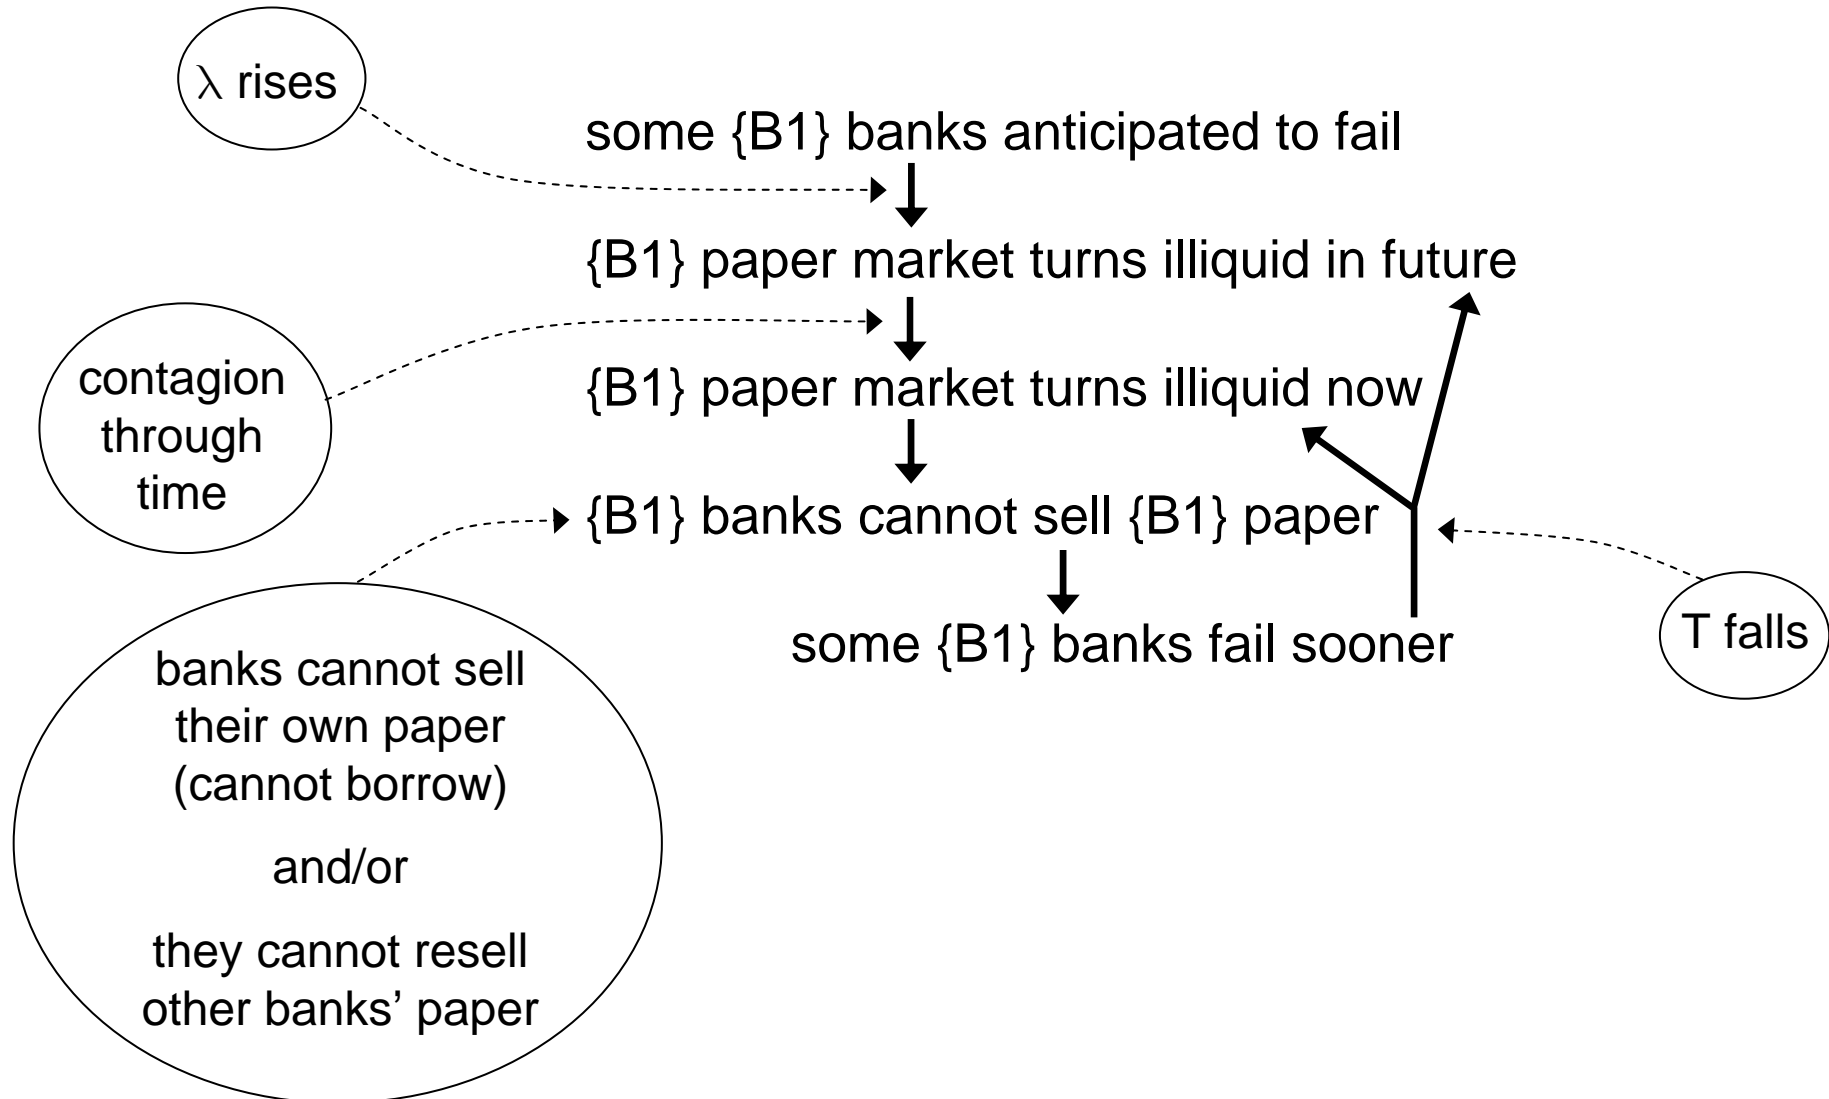 λ rises
some {B1} banks anticipated to fail
{B1} paper market turns illiquid in future
contagion
through
time
{B1} paper market turns illiquid now
{B1} banks cannot sell {B1} paper
some {B1} banks fail sooner
T falls
banks cannot sell
their own paper
(cannot borrow)
and/or
they cannot resell
other banks’ paper